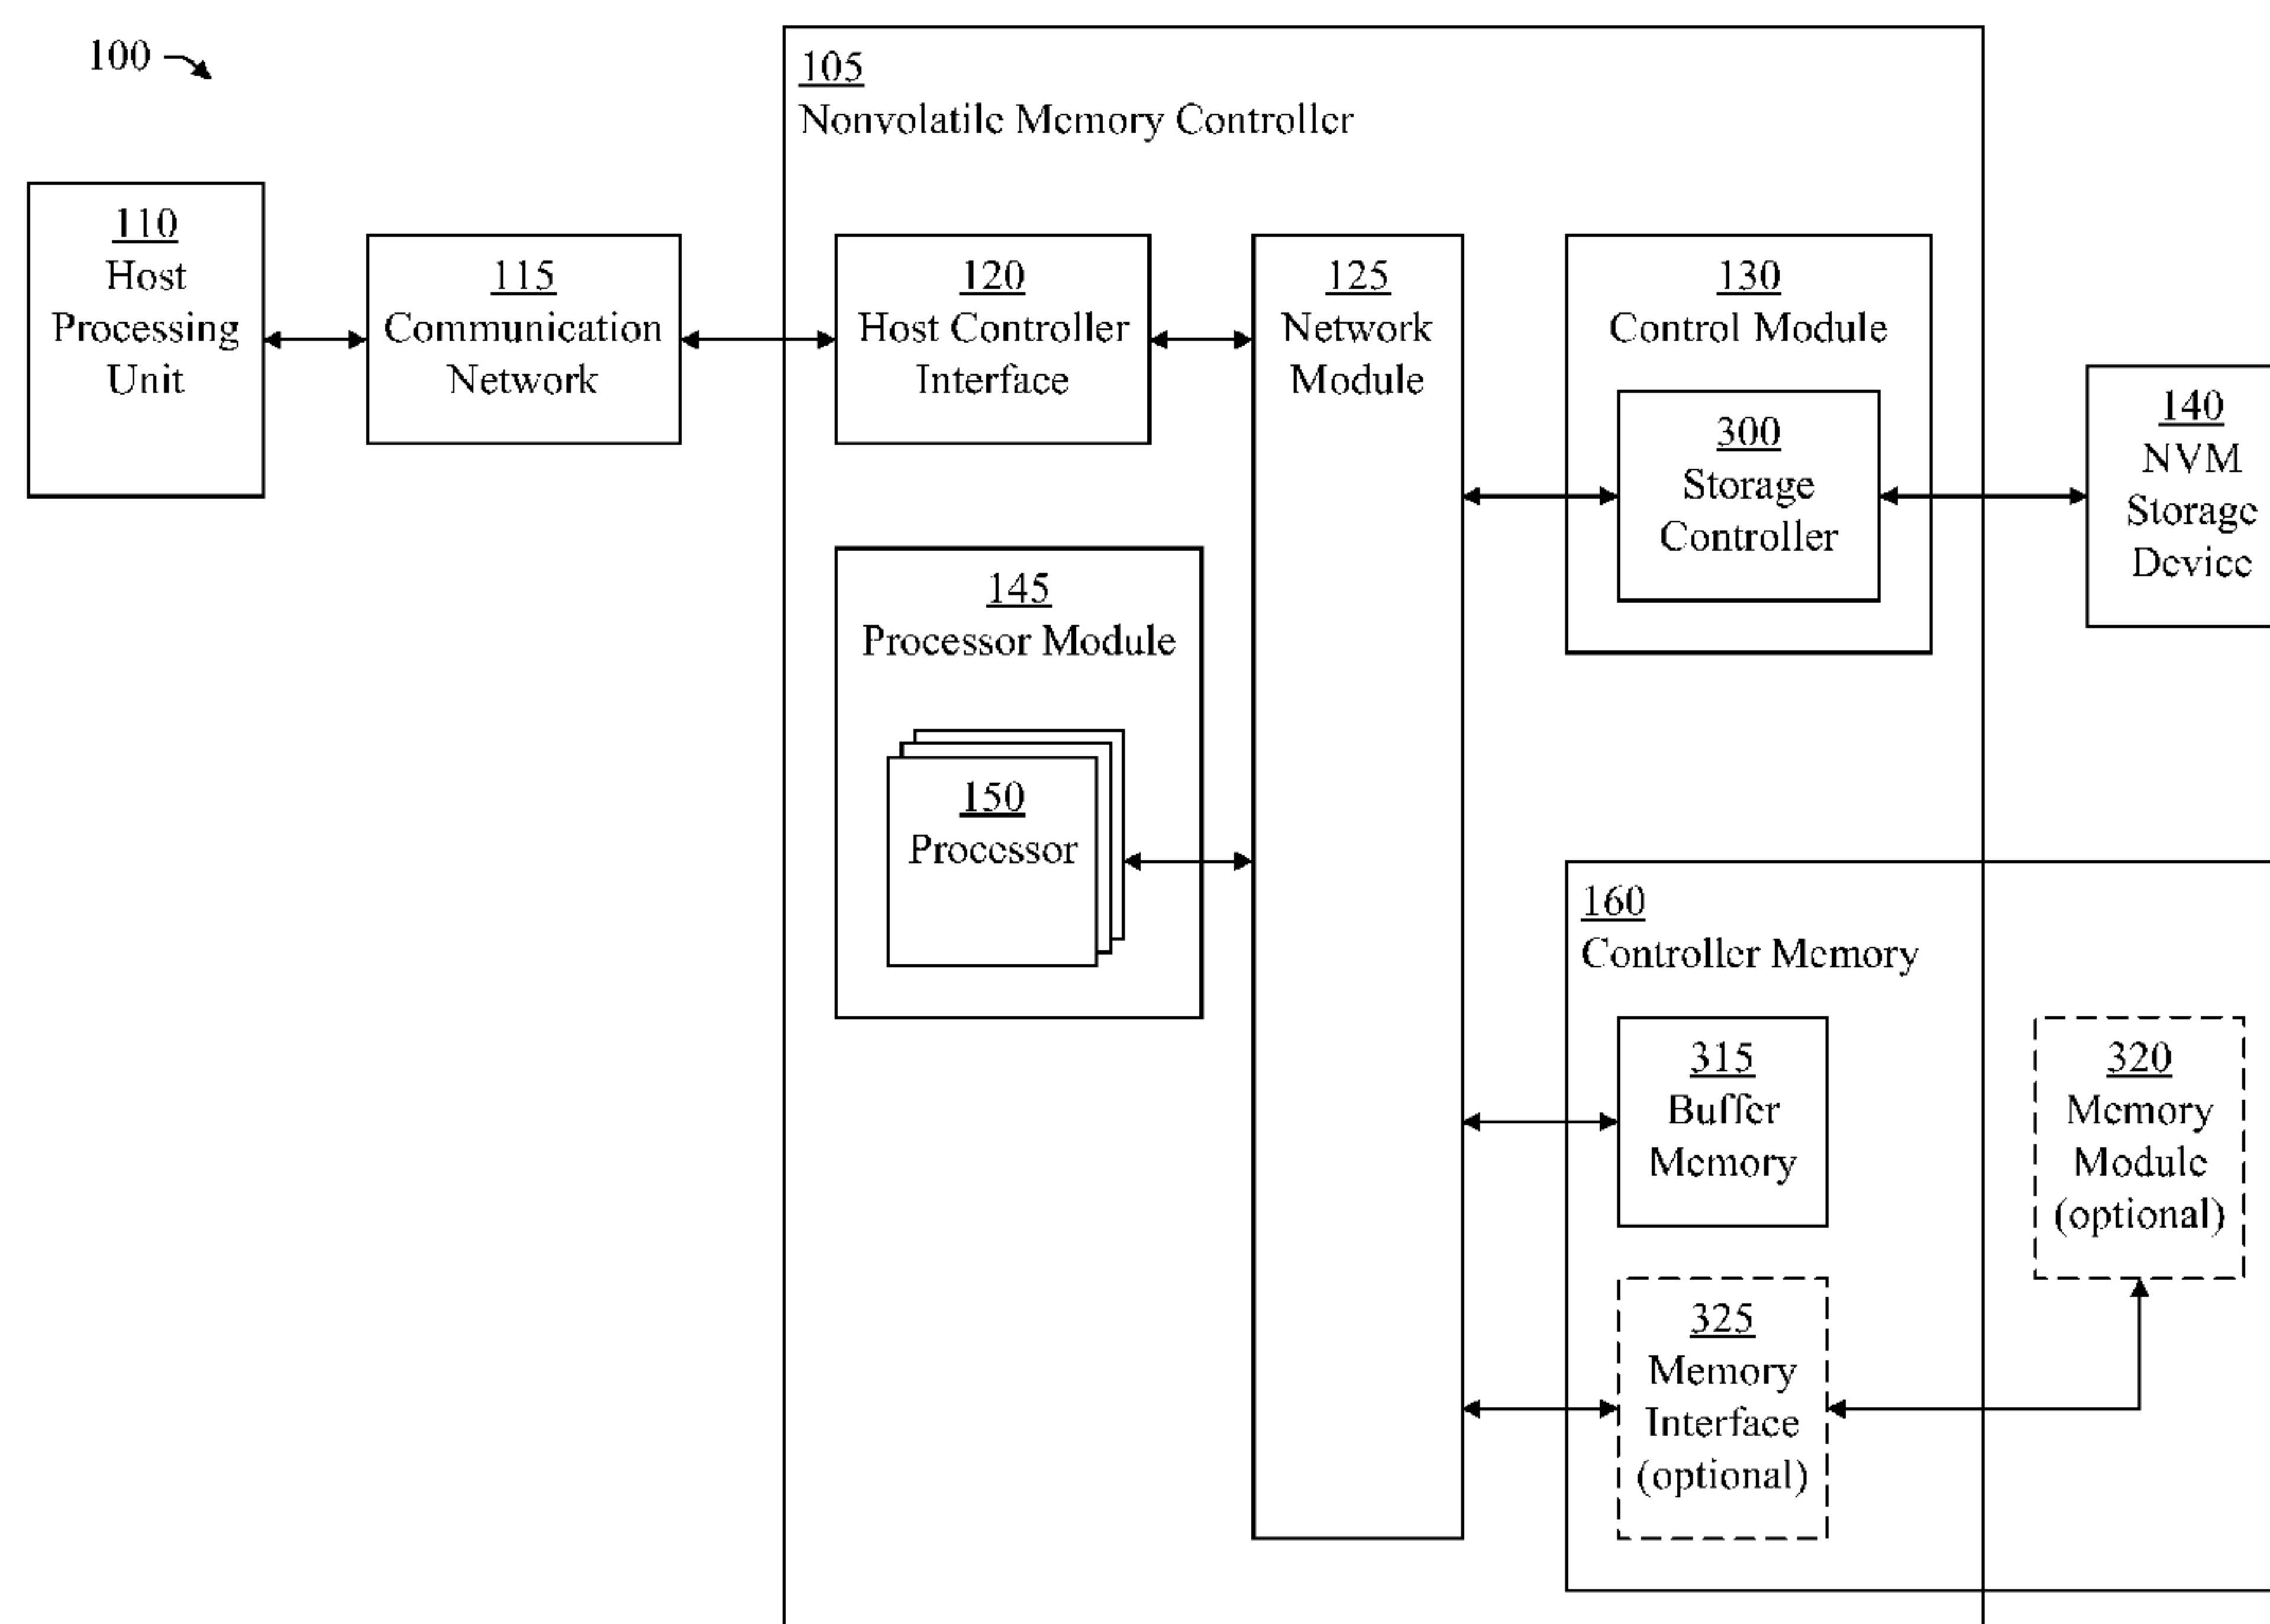 100
105
Nonvolatile Memory Controller
110
Host
Processing
Unit
115
Communication
Network
120
Host Controller
Interface
125
Network
Module
130
Control Module
300
Storage
Controller
140
NVM
Storage
Device
145
Processor Module
150
Processor
160
Controller Memory
315
Buffer
Memory
320
Memory
Module
(optional)
325
Memory
Interface
(optional)